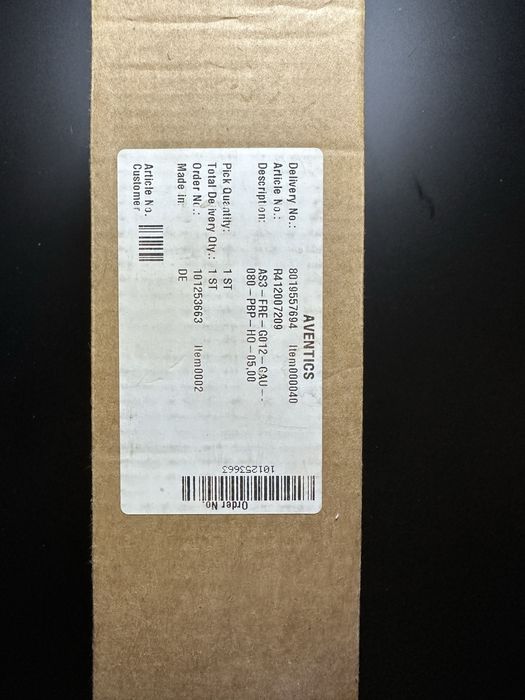 AVENTICS
Delivery No.: 8019557694 Item000040
Article No.: R412007209
Description: AS3-FRE-G012-GAU-.
080-PBP-HO-05,00
Pick Quantity: 1 ST
Total Delivery Qty.: 1 ST
Order No.: 101253663 Item0002
Made in: DE
Article No.
Customer
Order No.
101253663